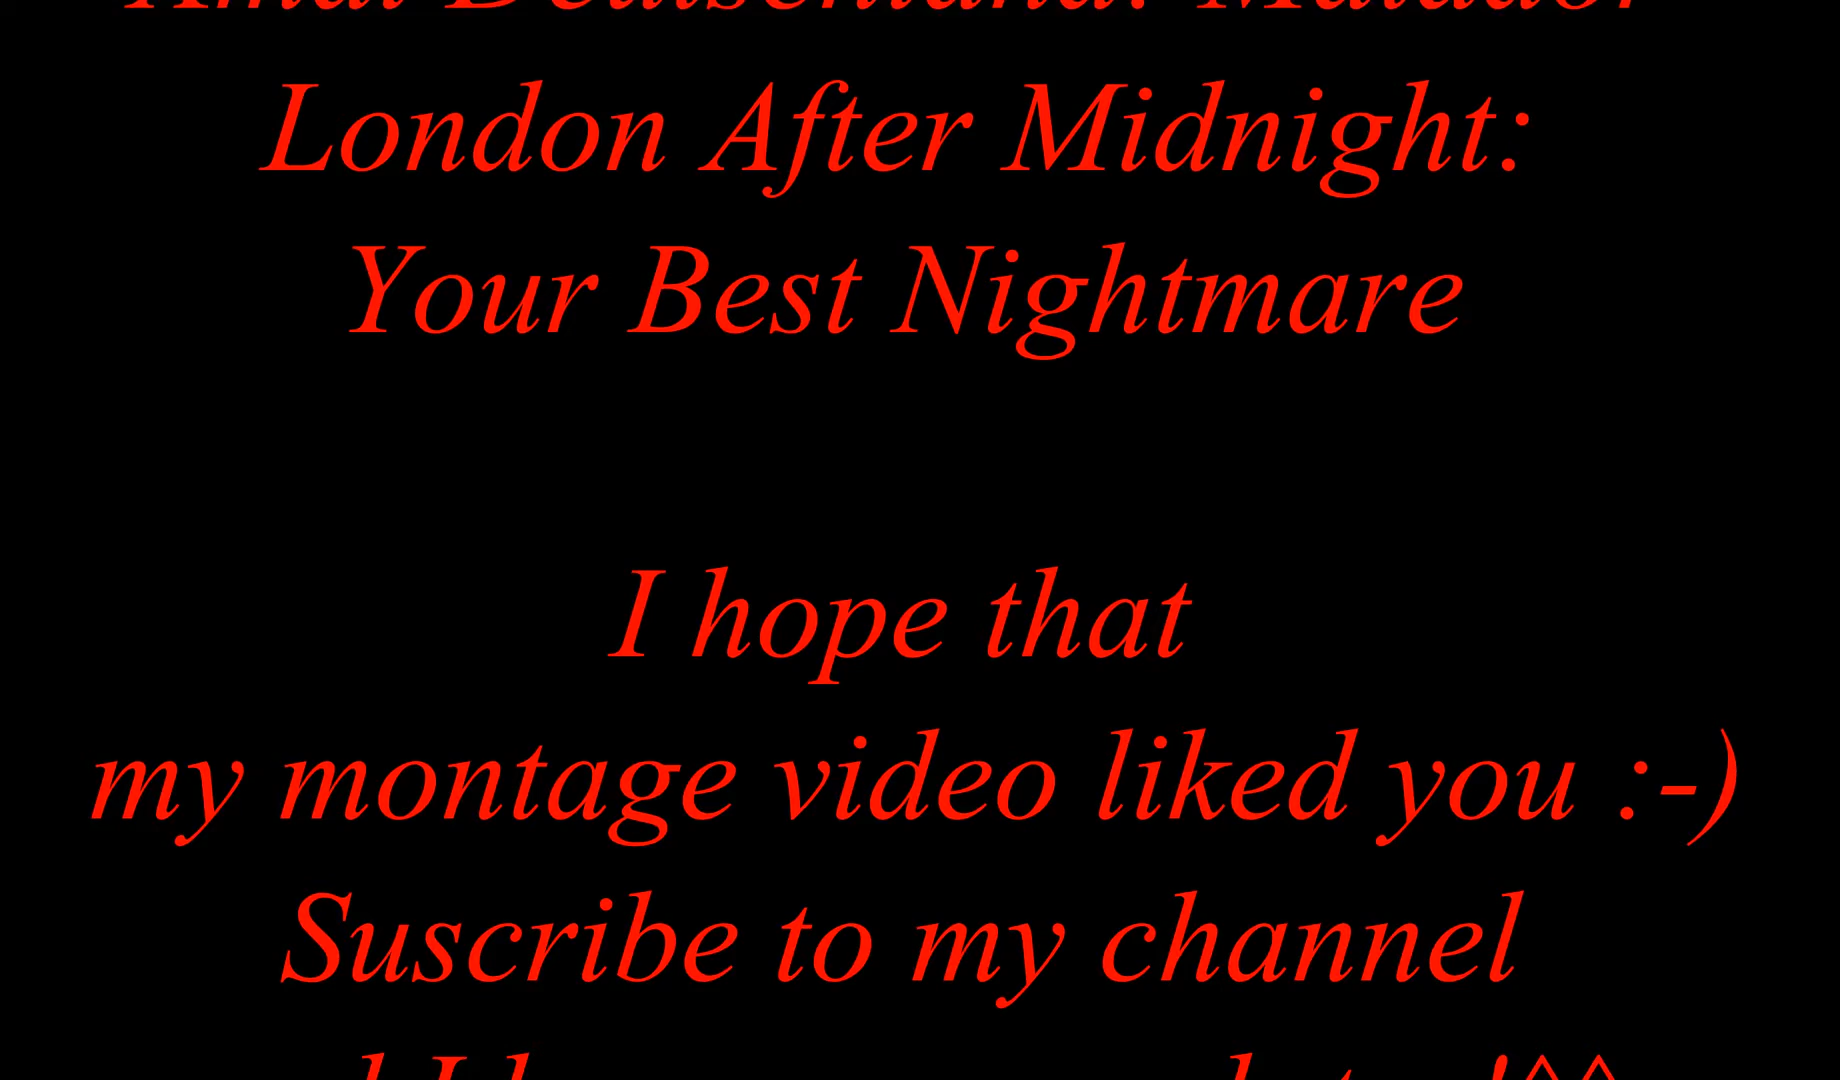 London After Midnight:
Your Best Nightmare
I hope that
my montage video liked you :-)
Suscribe to my channel